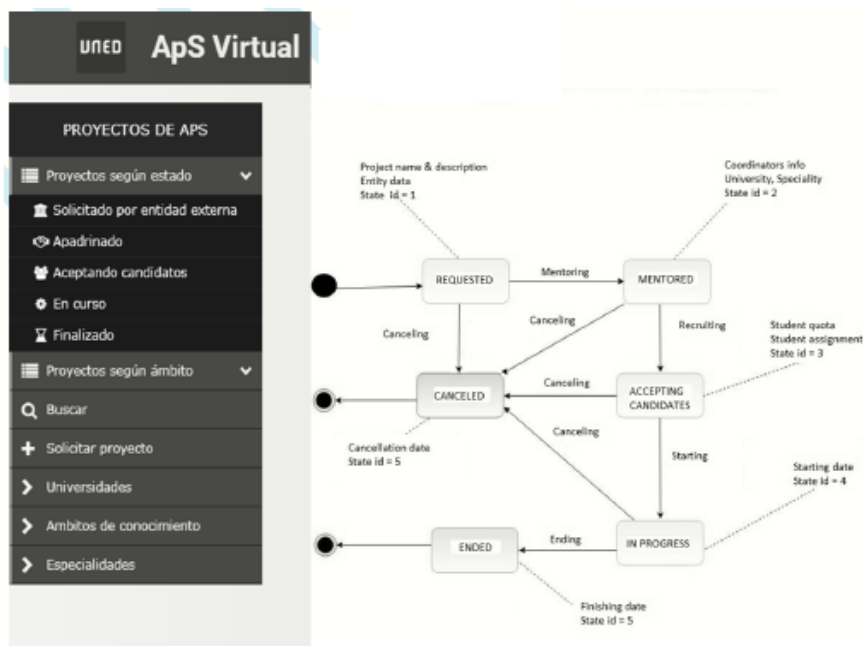 UNED
ApS Virtual
PROYECTOS DE APS
Proyectos según estado
Solicitado por entidad externa
Apadrinado
Aceptando candidatos
En curso
Finalizado
Proyectos según ámbito
Buscar
Solicitar proyecto
Universidades
Ambitos de conocimiento
Especialidades
Project name & description
Entity data
State id = 1
Coordinators info
University, Speciality
State id = 2
REQUESTED
Mentoring
MENTORED
Canceling
Canceling
Recruiting
Student quota
Student assignment
State id = 3
CANCELED
Canceling
ACCEPTING
CANDIDATES
Canceling
Cancellation date
State id = 5
Starting
Starting date
State id = 4
ENDED
Ending
IN PROGRESS
Finishing date
State id = 5